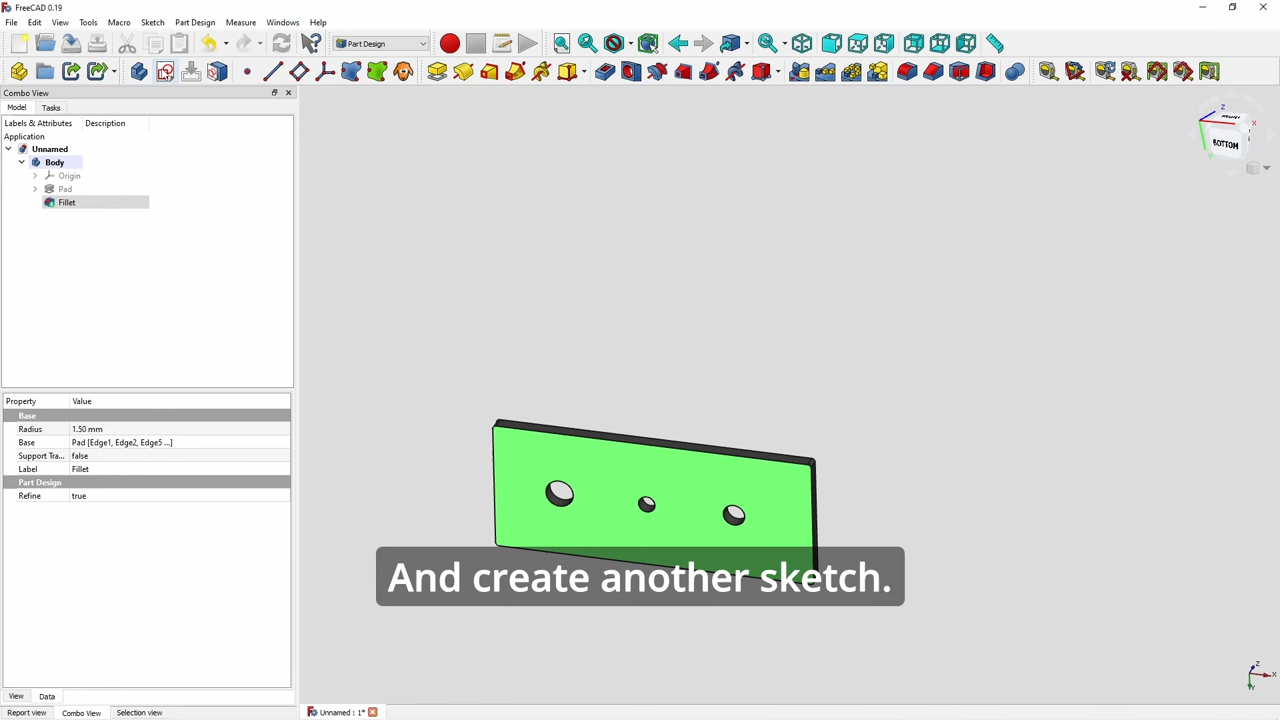 FreeCAD 0.19
File Edit View Tools Macro Sketch Part Design Measure Windows Help
Part Design
Combo View
Model Tasks
Labels & Attributes Description
Application
Unnamed
Body
Origin
Pad
Fillet
BOTTOM
Z
X
Y
And create another sketch.
Property Value
Base
Radius 1.50 mm
Base Pad [Edge1, Edge2, Edge5 ...]
Support Tra... false
Label Fillet
Part Design
Refine true
View Data
Report view Combo View Selection view
Unnamed : 1*
Z
X
Y